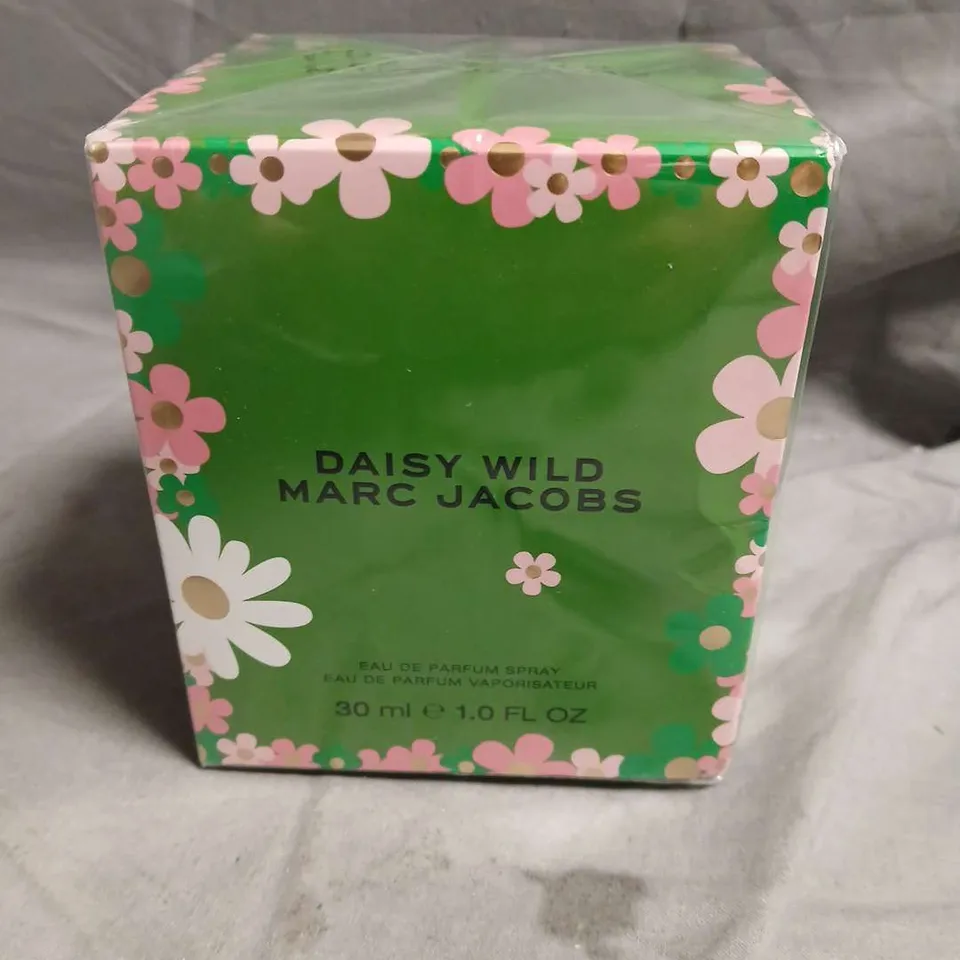 DAISY WILD
MARC JACOBS
EAU DE PARFUM SPRAY
EAU DE PARFUM VAPORISATEUR
30 ml ℮ 1.0 FL OZ